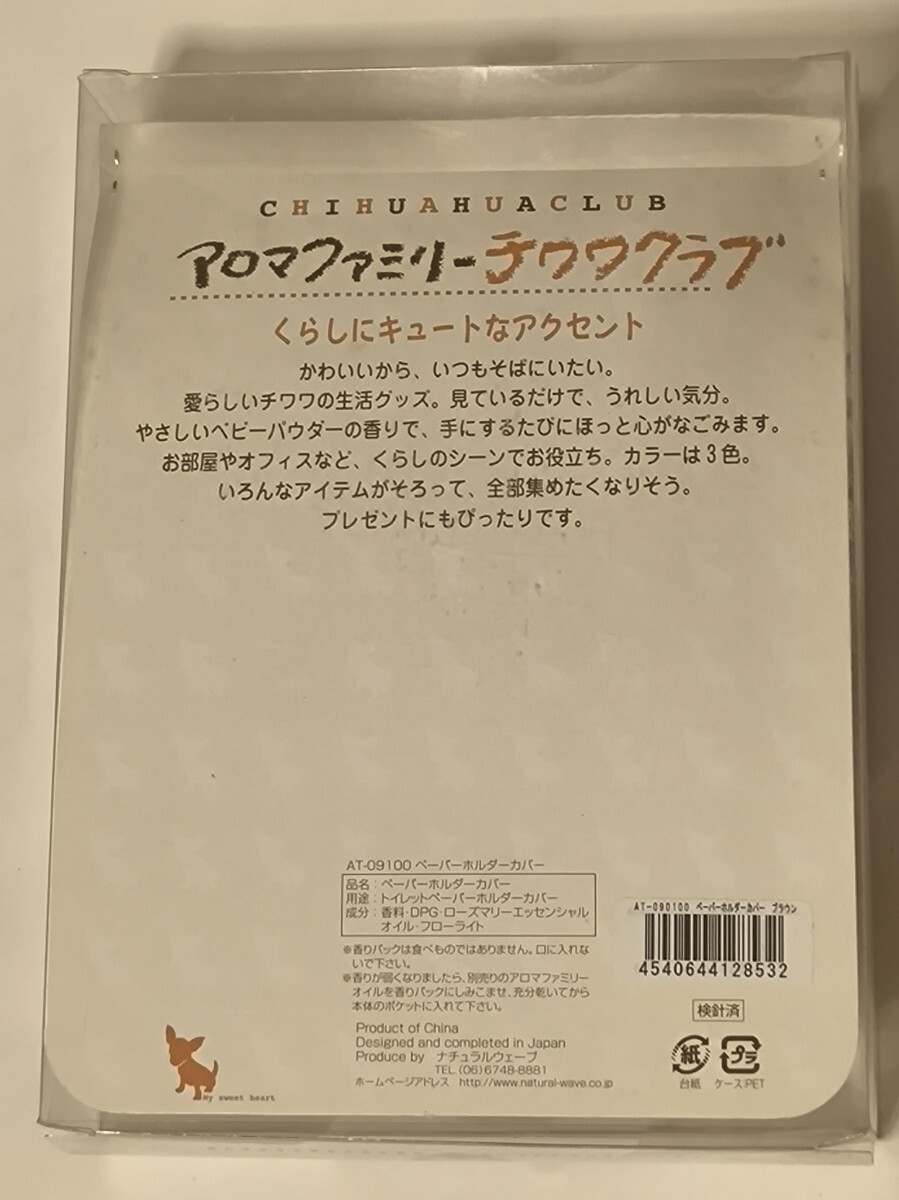 CHIHUAHUACLUB
アロマファミリーチワワクラブ
くらしにキュートなアクセント
かわいいから、いつもそばにいたい。
愛らしいチワワの生活グッズ。見ているだけで、うれしい気分。
やさしいベビーパウダーの香りで、手にするたびにほっと心がなごみます。
お部屋やオフィスなど、くらしのシーンでお役立ち。カラーは3色。
いろんなアイテムがそろって、全部集めたくなりそう。
プレゼントにもぴったりです。
AT-09100 ペーパーホルダーカバー
品名：ペーパーホルダーカバー
用途：トイレットペーパーホルダーカバー
成分：香料・DPG・ローズマリーエッセンシャル
オイル・フローライト
※香りパックは食べものではありません。口に入れな
いで下さい。
※香りが弱くなりましたら、別売りのアロマファミリー
オイルを香りパックにしみこませ、充分乾いてから
本体のポケットに入れて下さい。
Product of China
Designed and completed in Japan
Produce by ナチュラルウェーブ
TEL (06)6748-8881
ホームページアドレス http://www.natural-wave.co.jp
AT-090100 ペーパーホルダーカバー ブラウン
4540644128532
検針済
紙
プラ
台紙
ケース:PET
My sweet heart